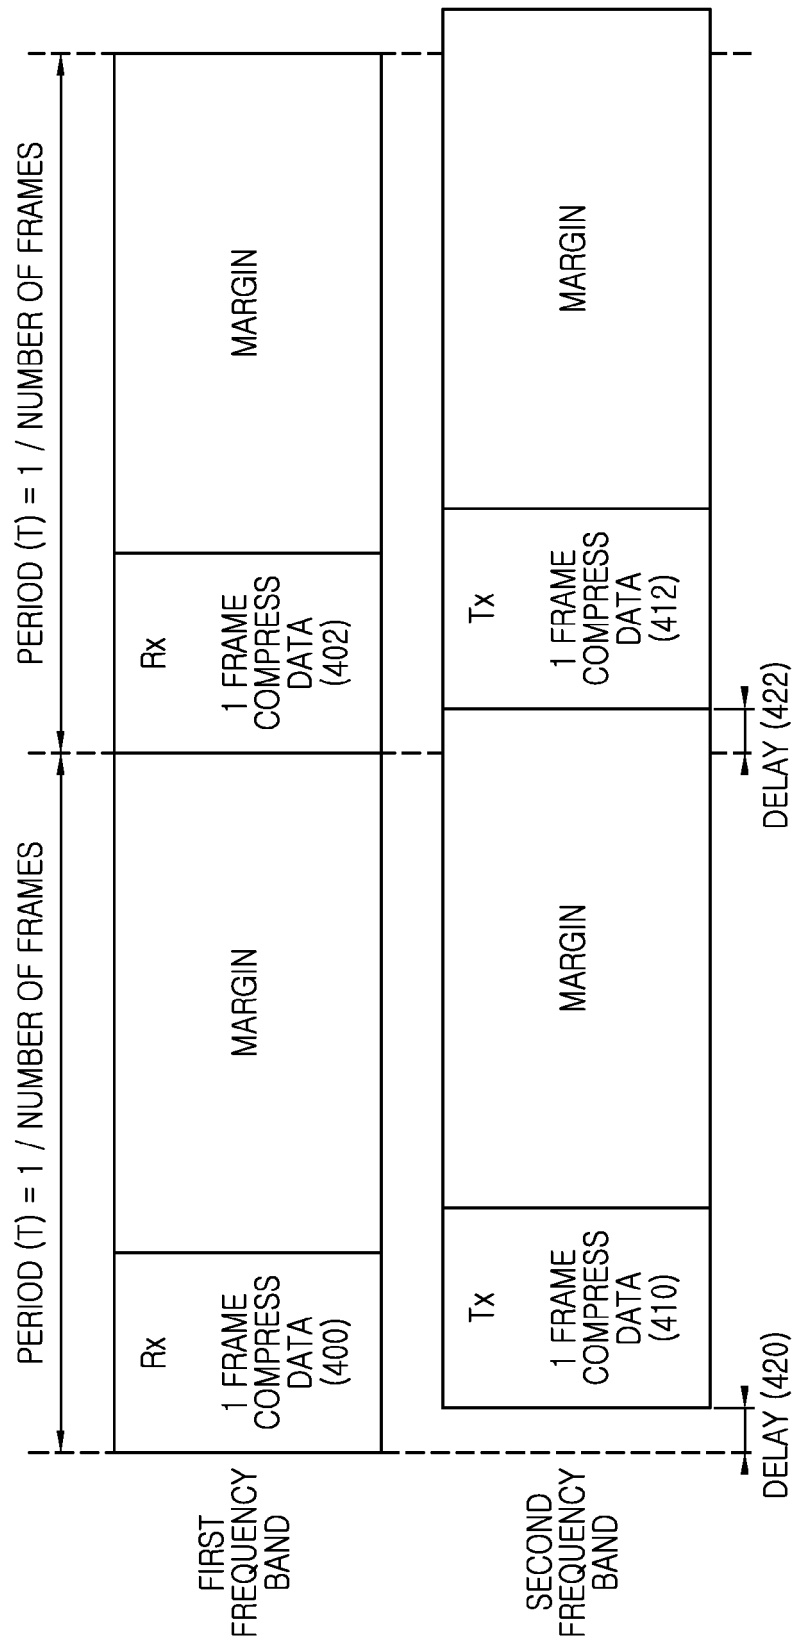 PERIOD (T) = 1 / NUMBER OF FRAMES
PERIOD (T) = 1 / NUMBER OF FRAMES
FIRST
FREQUENCY
BAND
Rx
1 FRAME
COMPRESS
DATA
(400)
MARGIN
Rx
1 FRAME
COMPRESS
DATA
(402)
MARGIN
SECOND
FREQUENCY
BAND
Tx
1 FRAME
COMPRESS
DATA
(410)
MARGIN
Tx
1 FRAME
COMPRESS
DATA
(412)
MARGIN
DELAY (420)
DELAY (422)